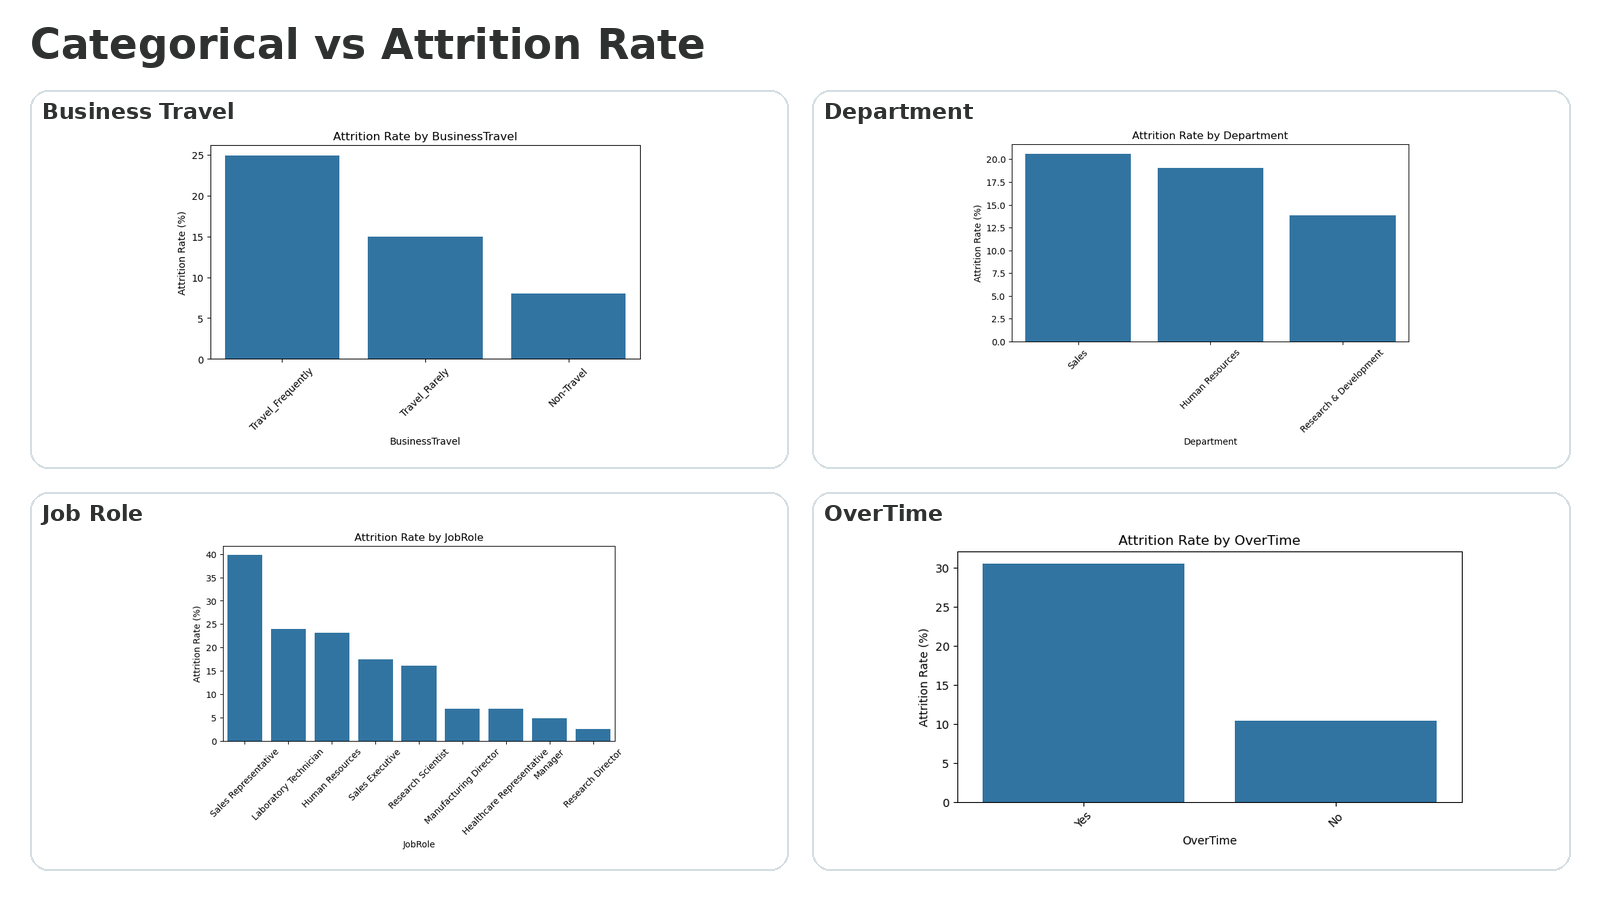 Categorical vs Attrition Rate
Business Travel
Attrition Rate by BusinessTravel
25
20
15
10
5
0
Attrition Rate (%)
Travel_Frequently
Travel_Rarely
Non-Travel
BusinessTravel
Department
Attrition Rate by Department
20.0
17.5
15.0
12.5
10.0
7.5
5.0
2.5
0.0
Attrition Rate (%)
Sales
Human Resources
Research & Development
Department
Job Role
Attrition Rate by JobRole
40
35
30
25
20
15
10
5
0
Attrition Rate (%)
Sales Representative
Laboratory Technician
Human Resources
Sales Executive
Research Scientist
Manufacturing Director
Healthcare Representative
Manager
Research Director
JobRole
OverTime
Attrition Rate by OverTime
30
25
20
15
10
5
0
Attrition Rate (%)
Yes
No
OverTime